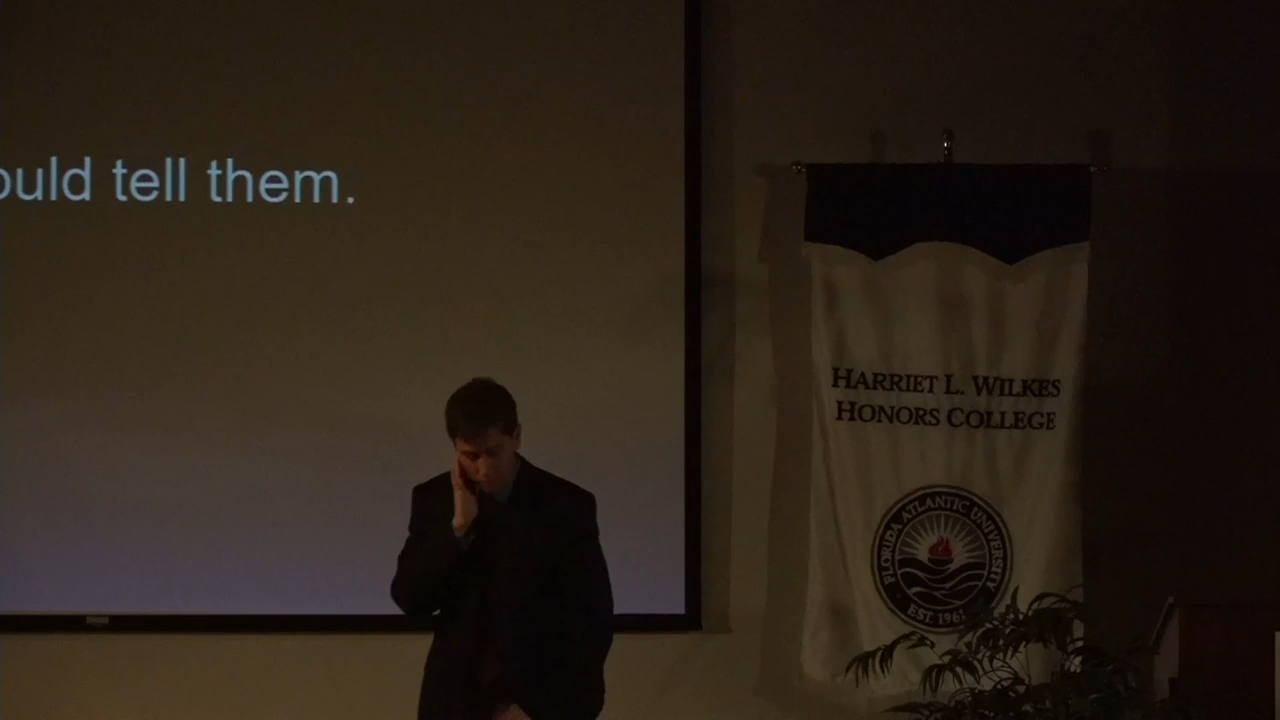 ould tell them.
HARRIET L. WILKES
HONORS COLLEGE
FLORIDA ATLANTIC UNIVERSITY
EST. 1961